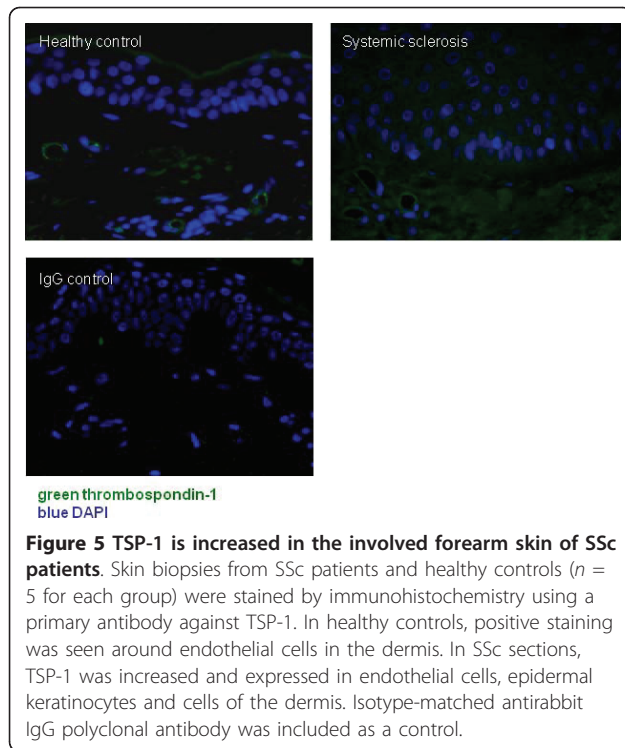 Healthy control
Systemic sclerosis
IgG control
green thrombospondin-1
blue DAPI
Figure 5 TSP-1 is increased in the involved forearm skin of SSc
patients. Skin biopsies from SSc patients and healthy controls (n =
5 for each group) were stained by immunohistochemistry using a
primary antibody against TSP-1. In healthy controls, positive staining
was seen around endothelial cells in the dermis. In SSc sections,
TSP-1 was increased and expressed in endothelial cells, epidermal
keratinocytes and cells of the dermis. Isotype-matched antirabbit
IgG polyclonal antibody was included as a control.